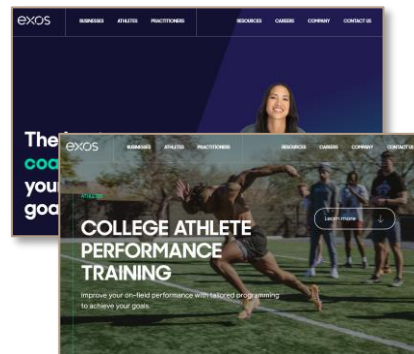 exos BUSINESSES ATHLETES PRACTITIONERS RESOURCES CAREERS COMPANY CONTACT US
The
coa
you
goa
exos BUSINESSES ATHLETES PRACTITIONERS RESOURCES CAREERS COMPANY CONTACT US
ATHLETES
COLLEGE ATHLETE
PERFORMANCE
TRAINING
Learn more
Improve your on-field performance with tailored programming
to achieve your goals.